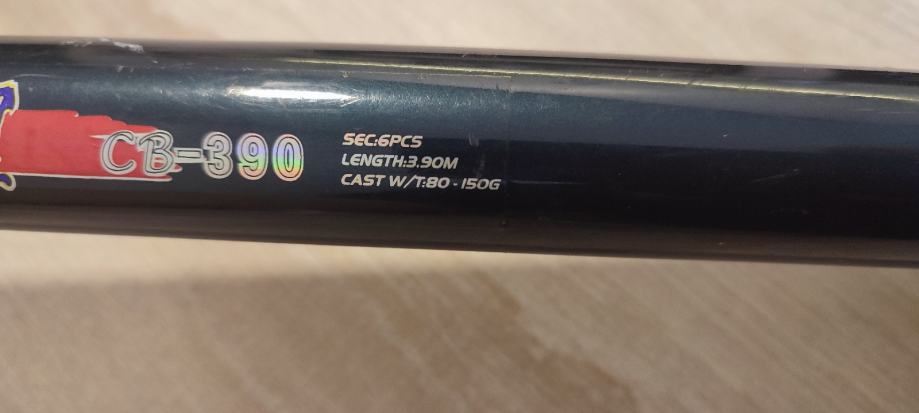 CB-390
SEC:6PCS
LENGTH:3.90M
CAST W/T:80 - 150G